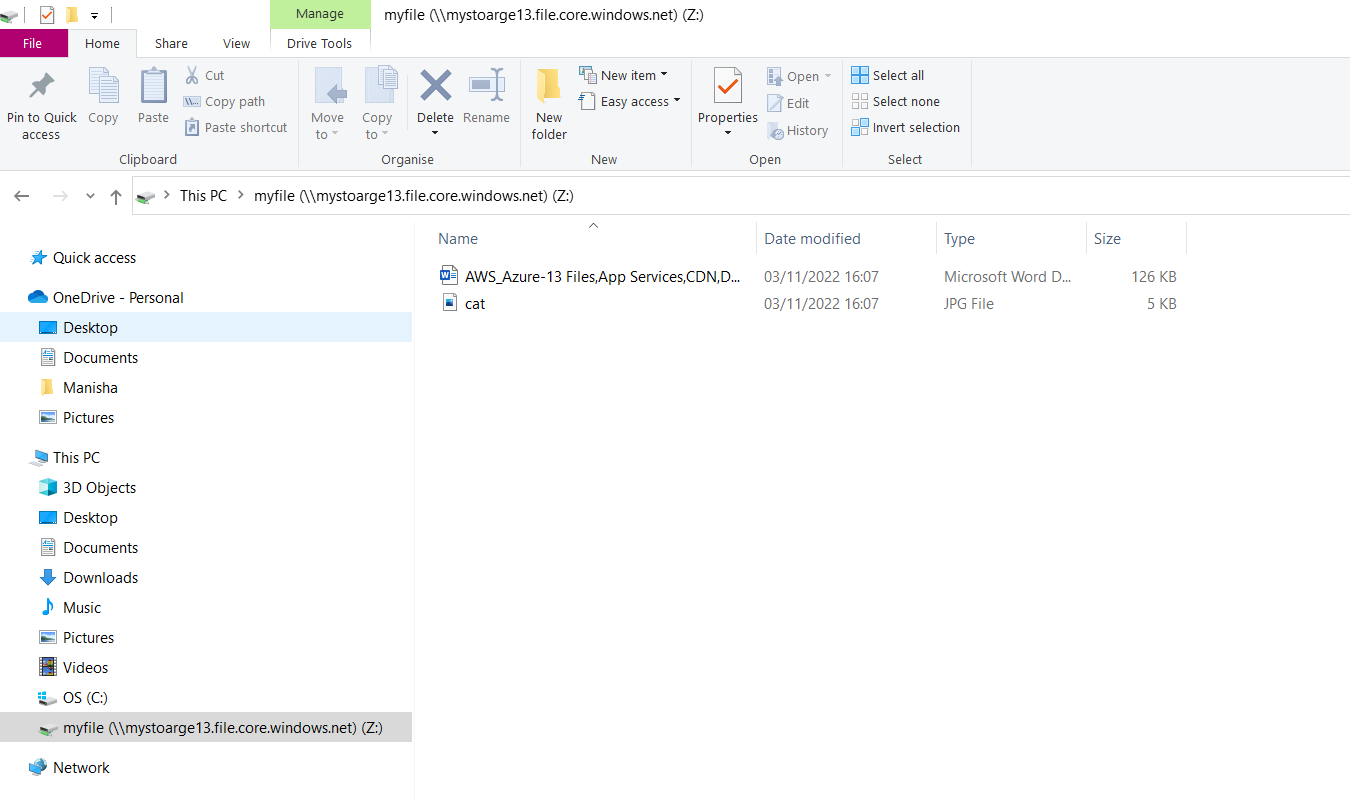 Manage
myfile (\\mystoarge13.file.core.windows.net) (Z:)
File
Home
Share
View
Drive Tools
Pin to Quick access
Copy
Paste
Cut
Copy path
Paste shortcut
Clipboard
Move to
Copy to
Delete
Rename
Organise
New folder
New item
Easy access
New
Properties
Open
Edit
History
Open
Select all
Select none
Invert selection
Select
This PC
myfile (\\mystoarge13.file.core.windows.net) (Z:)
Name Date modified Type Size
AWS_Azure-13 Files,App Services,CDN,D... 03/11/2022 16:07 Microsoft Word D... 126 KB
cat 03/11/2022 16:07 JPG File 5 KB
Quick access
OneDrive - Personal
Desktop
Documents
Manisha
Pictures
This PC
3D Objects
Desktop
Documents
Downloads
Music
Pictures
Videos
OS (C:)
myfile (\\mystoarge13.file.core.windows.net) (Z:)
Network